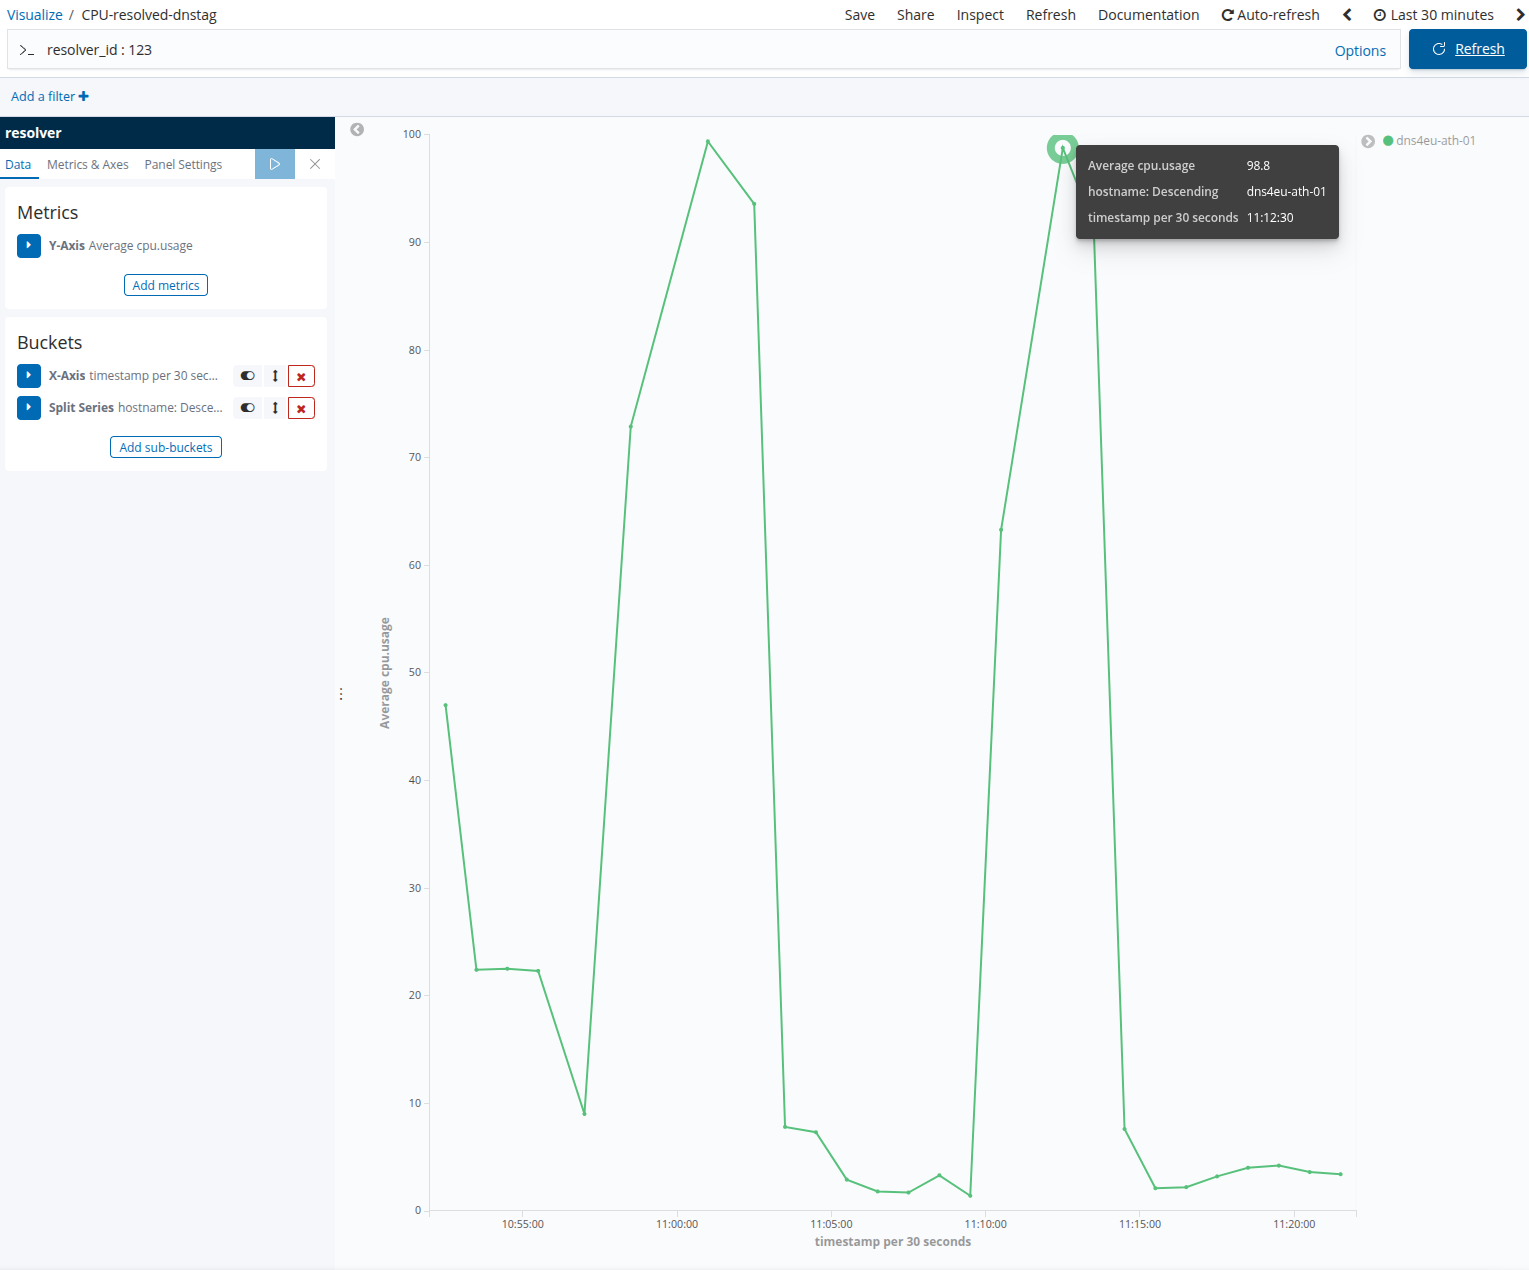 Visualize / CPU-resolved-dnstag
Save Share Inspect Refresh Documentation Auto-refresh Last 30 minutes
>_ resolver_id : 123
Options
Refresh
Add a filter
resolver
Data Metrics & Axes Panel Settings
Metrics
Y-Axis Average cpu.usage
Add metrics
Buckets
X-Axis timestamp per 30 sec...
Split Series hostname: Desce...
Add sub-buckets
100
90
80
70
60
50
40
30
20
10
0
Average cpu.usage
10:55:00 11:00:00 11:05:00 11:10:00 11:15:00 11:20:00
timestamp per 30 seconds
Average cpu.usage 98.8
hostname: Descending dns4eu-ath-01
timestamp per 30 seconds 11:12:30
dns4eu-ath-01